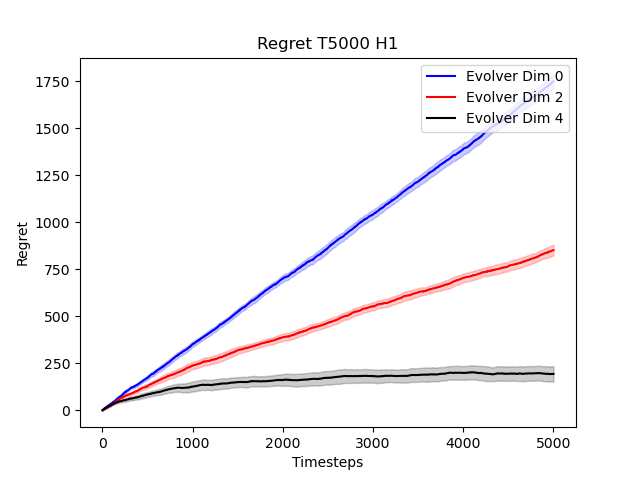 Regret T5000 H1
Evolver Dim 0
Evolver Dim 2
Evolver Dim 4
Regret
1750
1500
1250
1000
750
500
250
0
0 1000 2000 3000 4000 5000
Timesteps